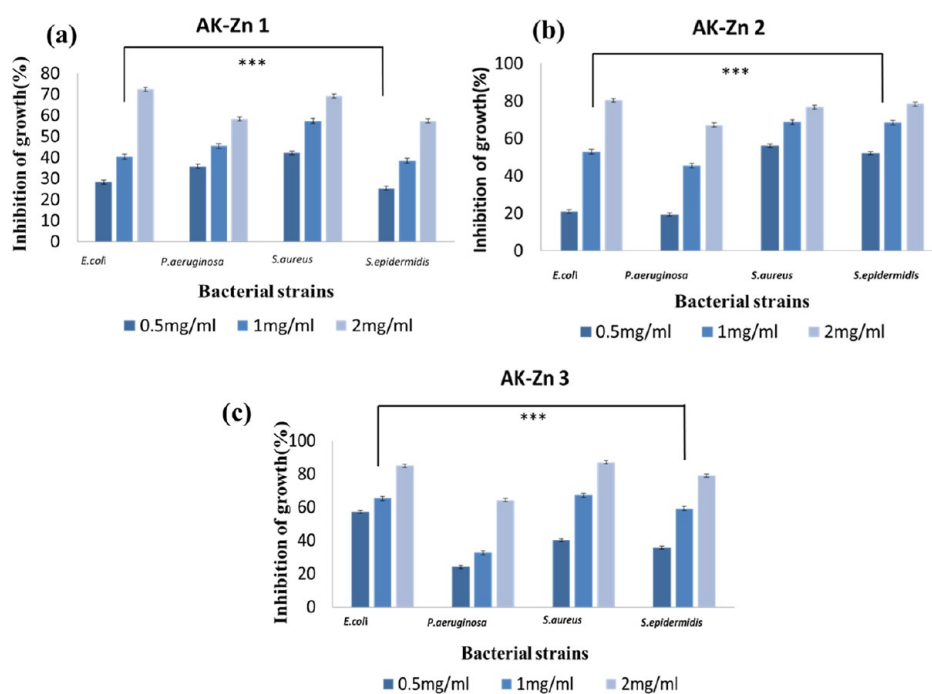 (a)
AK-Zn 1
***
Inhibition of growth(%)
80
70
60
50
40
30
20
10
0
E.coli P.aeruginosa S.aureus S.epidermidis
Bacterial strains
0.5mg/ml 1mg/ml 2mg/ml
(b)
AK-Zn 2
***
Inhibition of growth(%)
100
80
60
40
20
0
E.coli P.aeruginosa S.aureus S.epidermidis
Bacterial strains
0.5mg/ml 1mg/ml 2mg/ml
(c)
AK-Zn 3
***
Inhibition of growth(%)
100
80
60
40
20
0
E.coli P.aeruginosa S.aureus S.epidermidis
Bacterial strains
0.5mg/ml 1mg/ml 2mg/ml